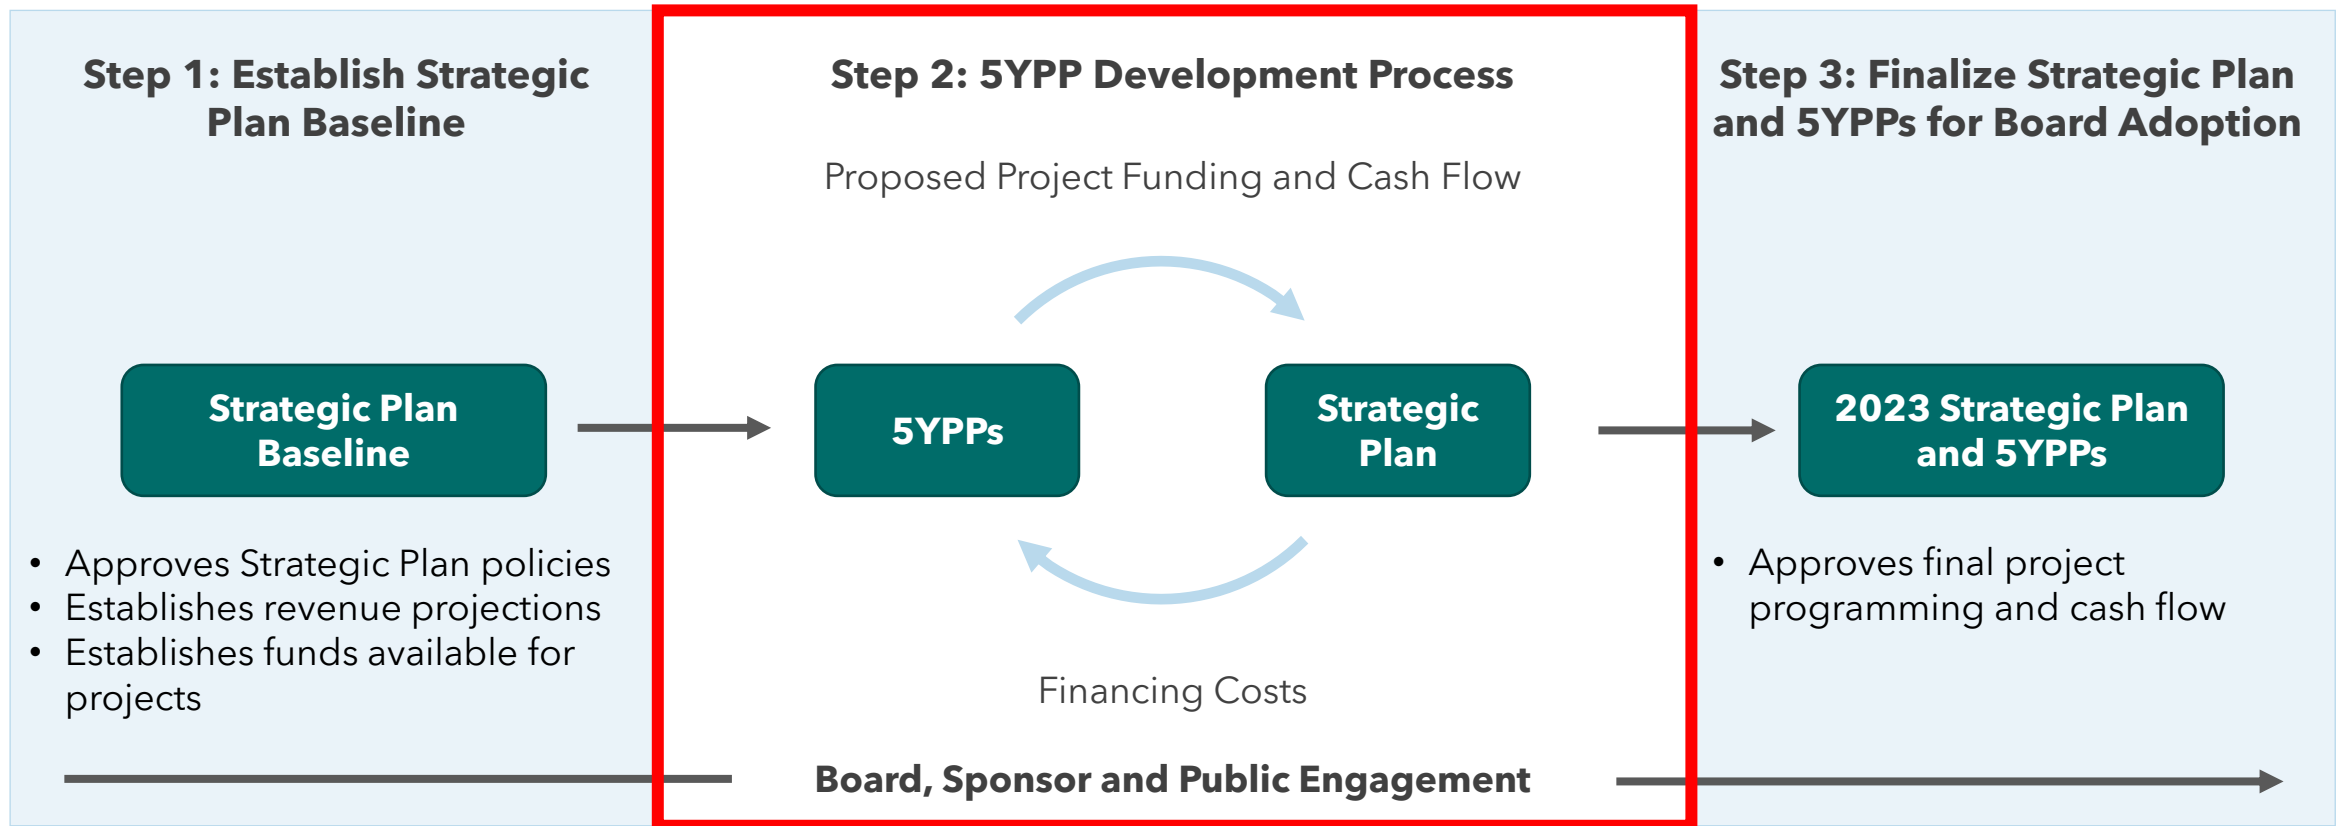 Step 1: Establish Strategic
Plan Baseline
Strategic Plan
Baseline
• Approves Strategic Plan policies
• Establishes revenue projections
• Establishes funds available for
projects
Step 2: 5YPP Development Process
Proposed Project Funding and Cash Flow
5YPPs
Strategic
Plan
Financing Costs
Step 3: Finalize Strategic Plan
and 5YPPs for Board Adoption
2023 Strategic Plan
and 5YPPs
• Approves final project
programming and cash flow
Board, Sponsor and Public Engagement